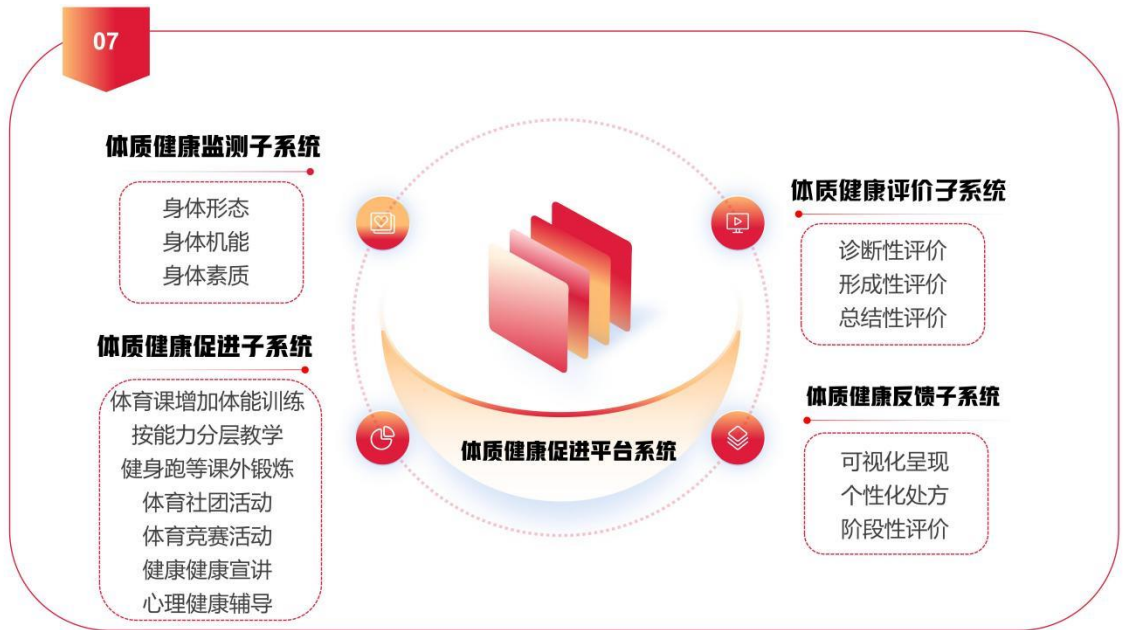 07
体质健康监测子系统
身体形态
身体机能
身体素质
体质健康促进子系统
体育课增加体能训练
按能力分层教学
健身跑等课外锻炼
体育社团活动
体育竞赛活动
健康健康宣讲
心理健康辅导
体质健康促进平台系统
体质健康评价子系统
诊断性评价
形成性评价
总结性评价
体质健康反馈子系统
可视化呈现
个性化处方
阶段性评价